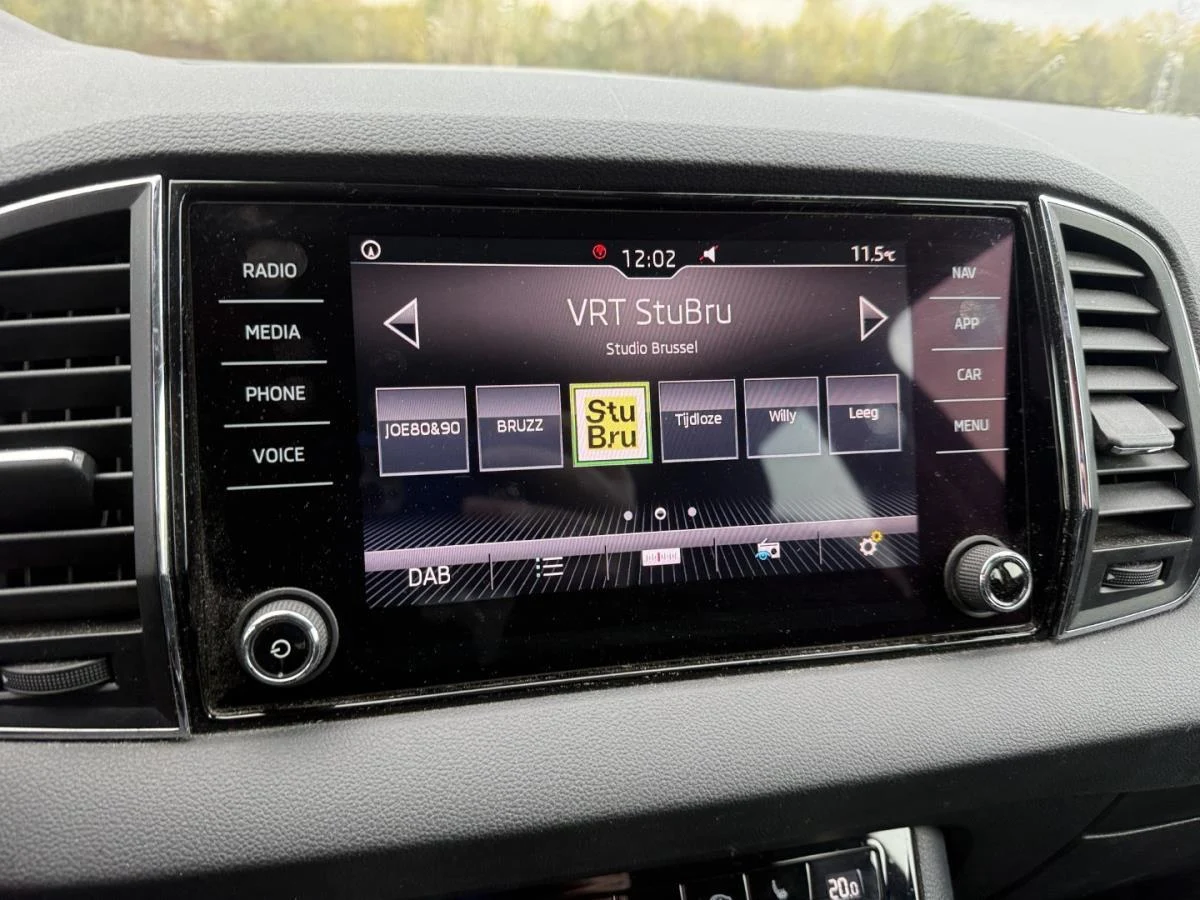 12:02
11.5°C
RADIO
MEDIA
PHONE
VOICE
VRT StuBru
Studio Brussel
JOE80&90
BRUZZ
Stu
Bru
Tijdloze
Willy
Leeg
DAB
NAV
APP
CAR
MENU
20.0